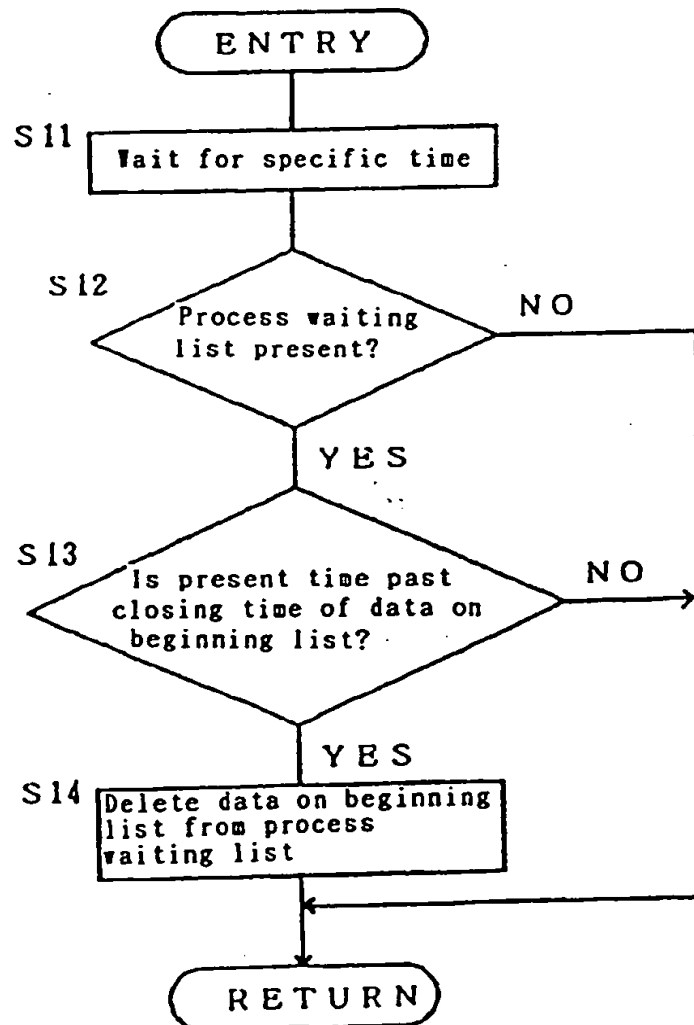 ENTRY
S11
Wait for specific time
S12
Process waiting
list present?
NO
YES
S13
Is present time past
closing time of data on
beginning list?
NO
YES
S14
Delete data on beginning
list from process
waiting list
RETURN